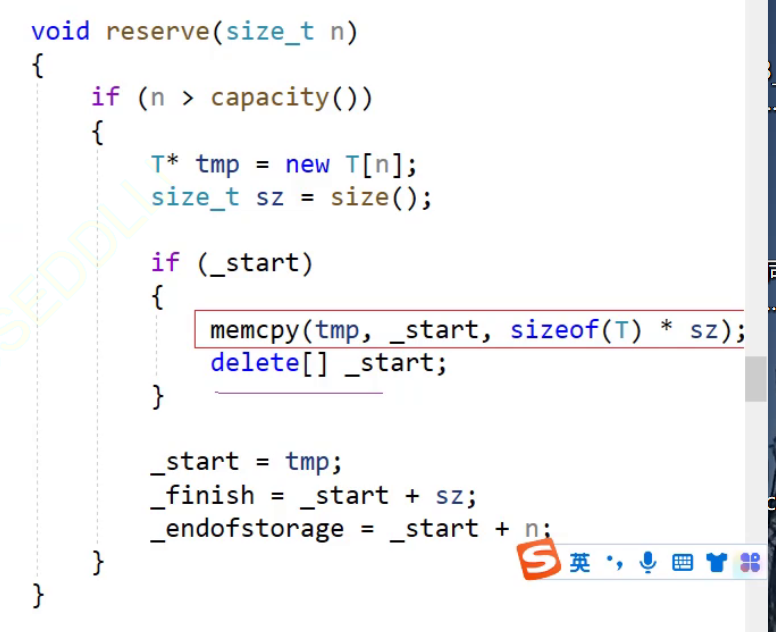 void reserve(size_t n)
{
if (n > capacity())
{
T* tmp = new T[n];
size_t sz = size();
if (_start)
{
memcpy(tmp, _start, sizeof(T) * sz);
delete[] _start;
}
_start = tmp;
_finish = _start + sz;
_endofstorage = _start + n;
}
}
英